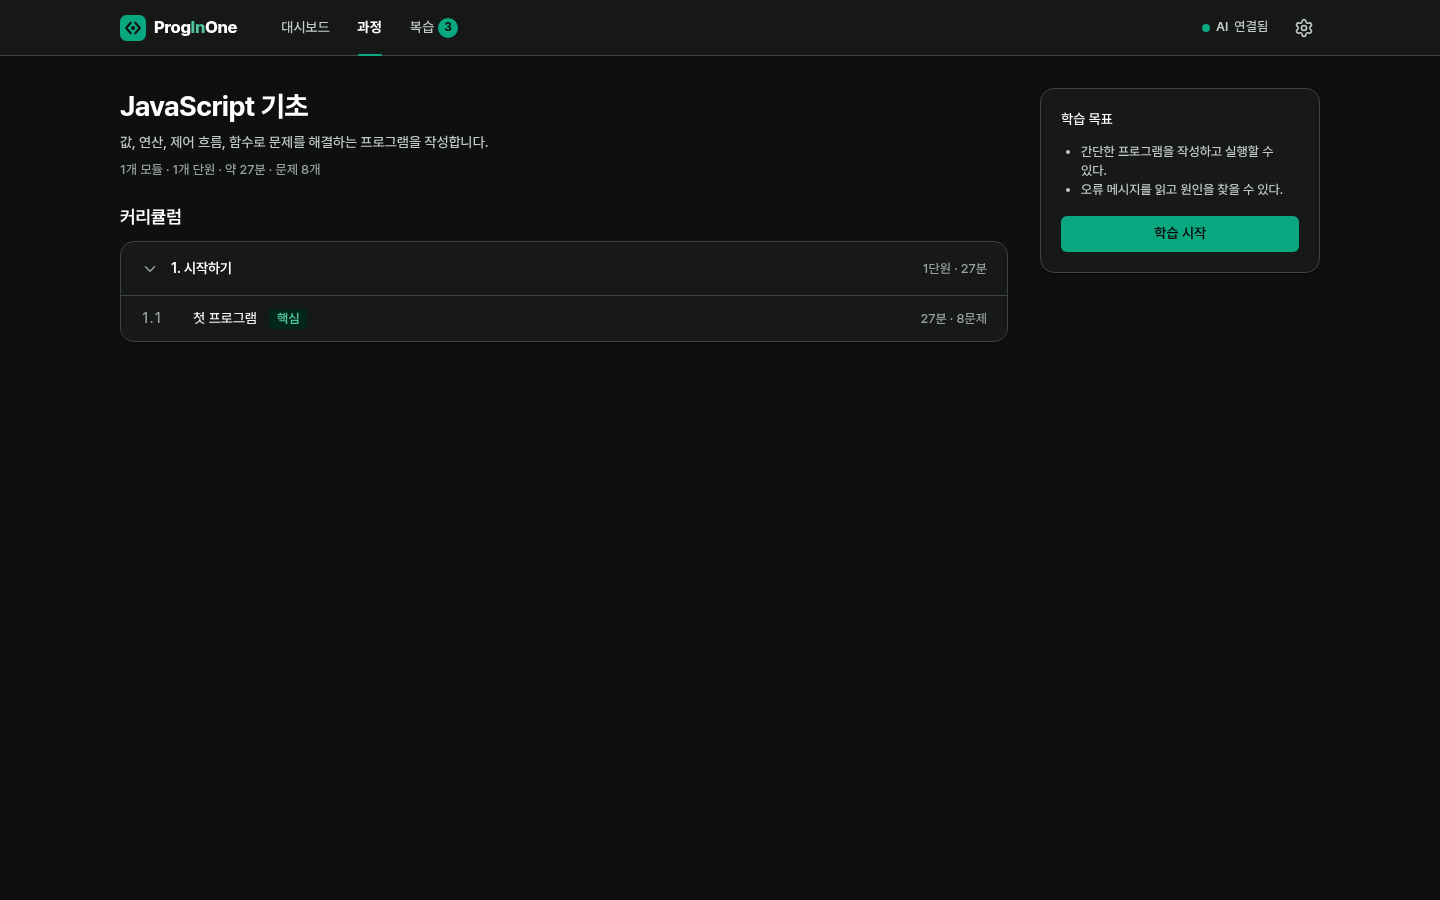 ProgInOne
대시보드
과정
복습 3
AI 연결됨
JavaScript 기초
값, 연산, 제어 흐름, 함수로 문제를 해결하는 프로그램을 작성합니다.
1개 모듈 · 1개 단원 · 약 27분 · 문제 8개
커리큘럼
1. 시작하기
1단원 · 27분
1.1 첫 프로그램 핵심
27분 · 8문제
학습 목표
• 간단한 프로그램을 작성하고 실행할 수
있다.
• 오류 메시지를 읽고 원인을 찾을 수 있다.
학습 시작